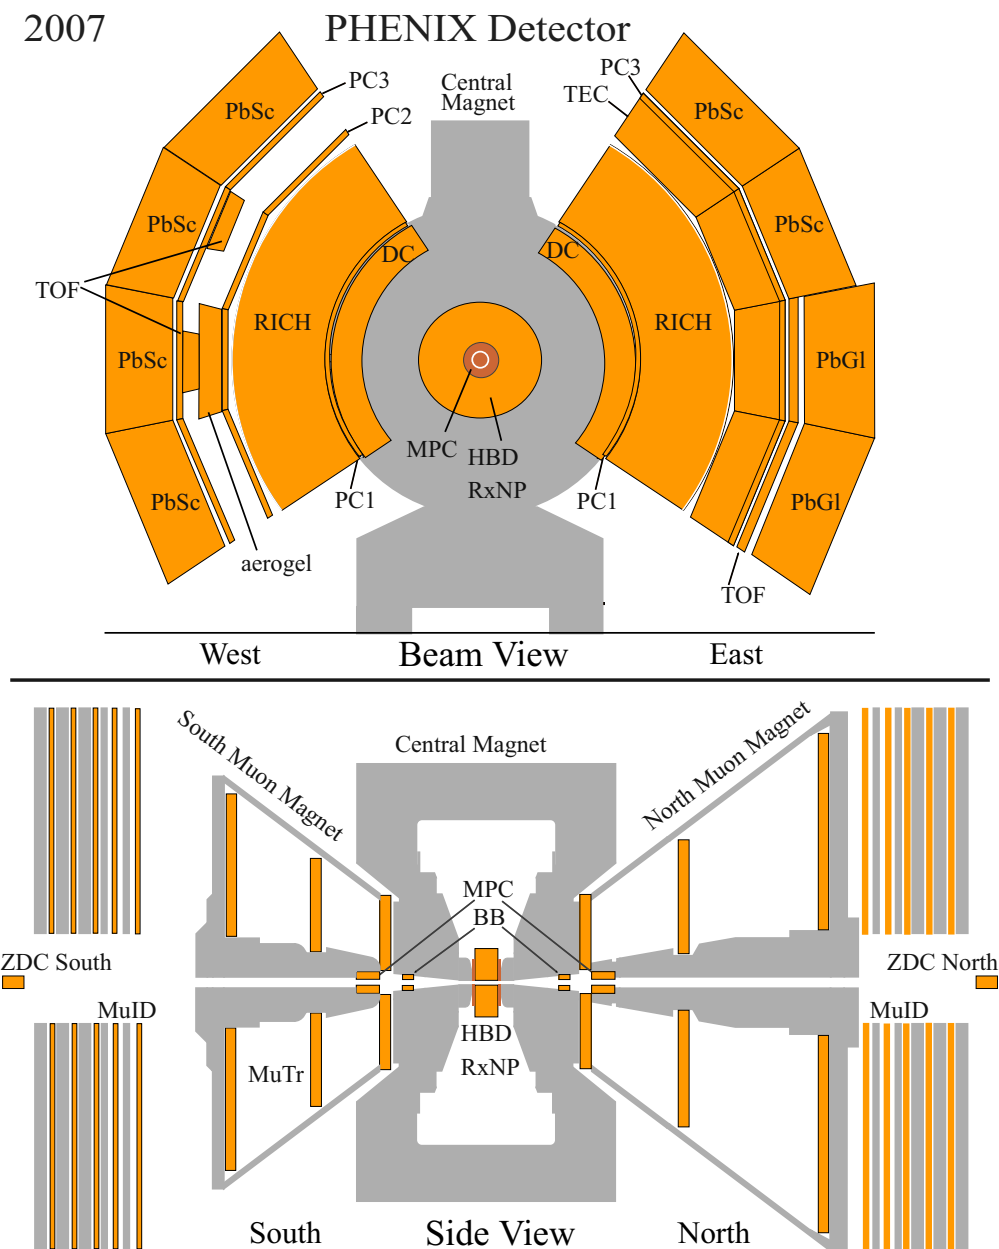 2007
PHENIX Detector
Central
Magnet
PC3
PC2
PbSc
PbSc
TOF
PbSc
PbSc
RICH
DC
MPC
HBD
RxNP
PC1
aerogel
PC3
TEC
PbSc
PbSc
DC
RICH
PbGl
PbGl
PC1
TOF
West
Beam View
East
South Muon Magnet
Central Magnet
North Muon Magnet
MPC
BB
ZDC South
ZDC North
MuID
MuID
HBD
RxNP
MuTr
South
Side View
North